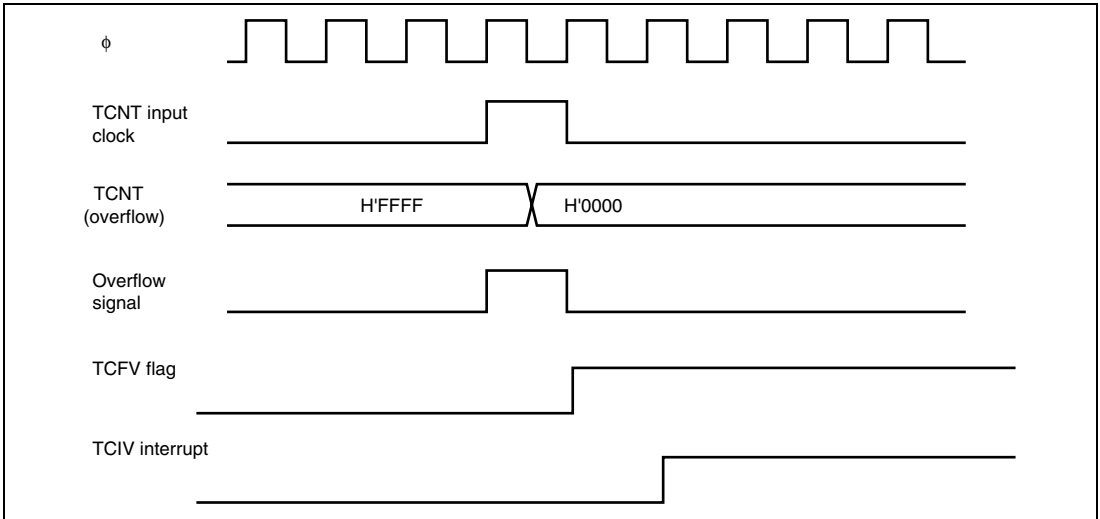 ϕ
TCNT input
clock
TCNT
(overflow)
H'FFFF
H'0000
Overflow
signal
TCFV flag
TCIV interrupt